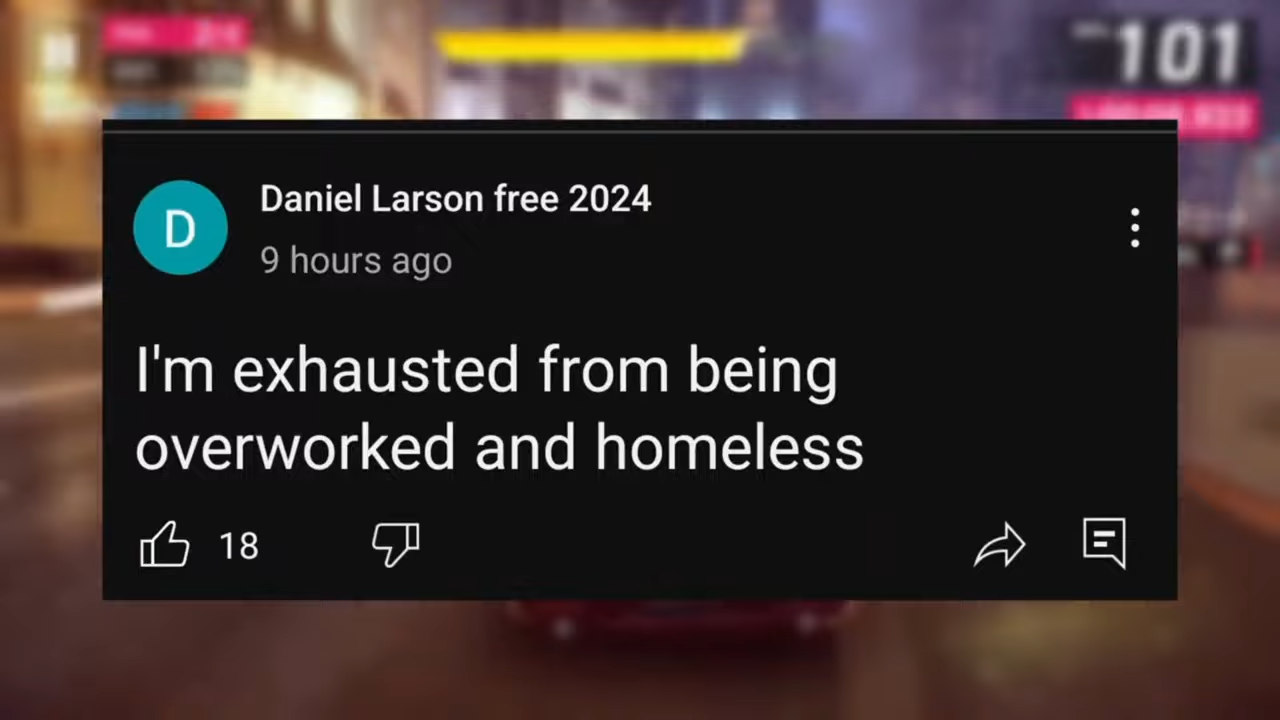 101
D
Daniel Larson free 2024
9 hours ago
I'm exhausted from being
overworked and homeless
18